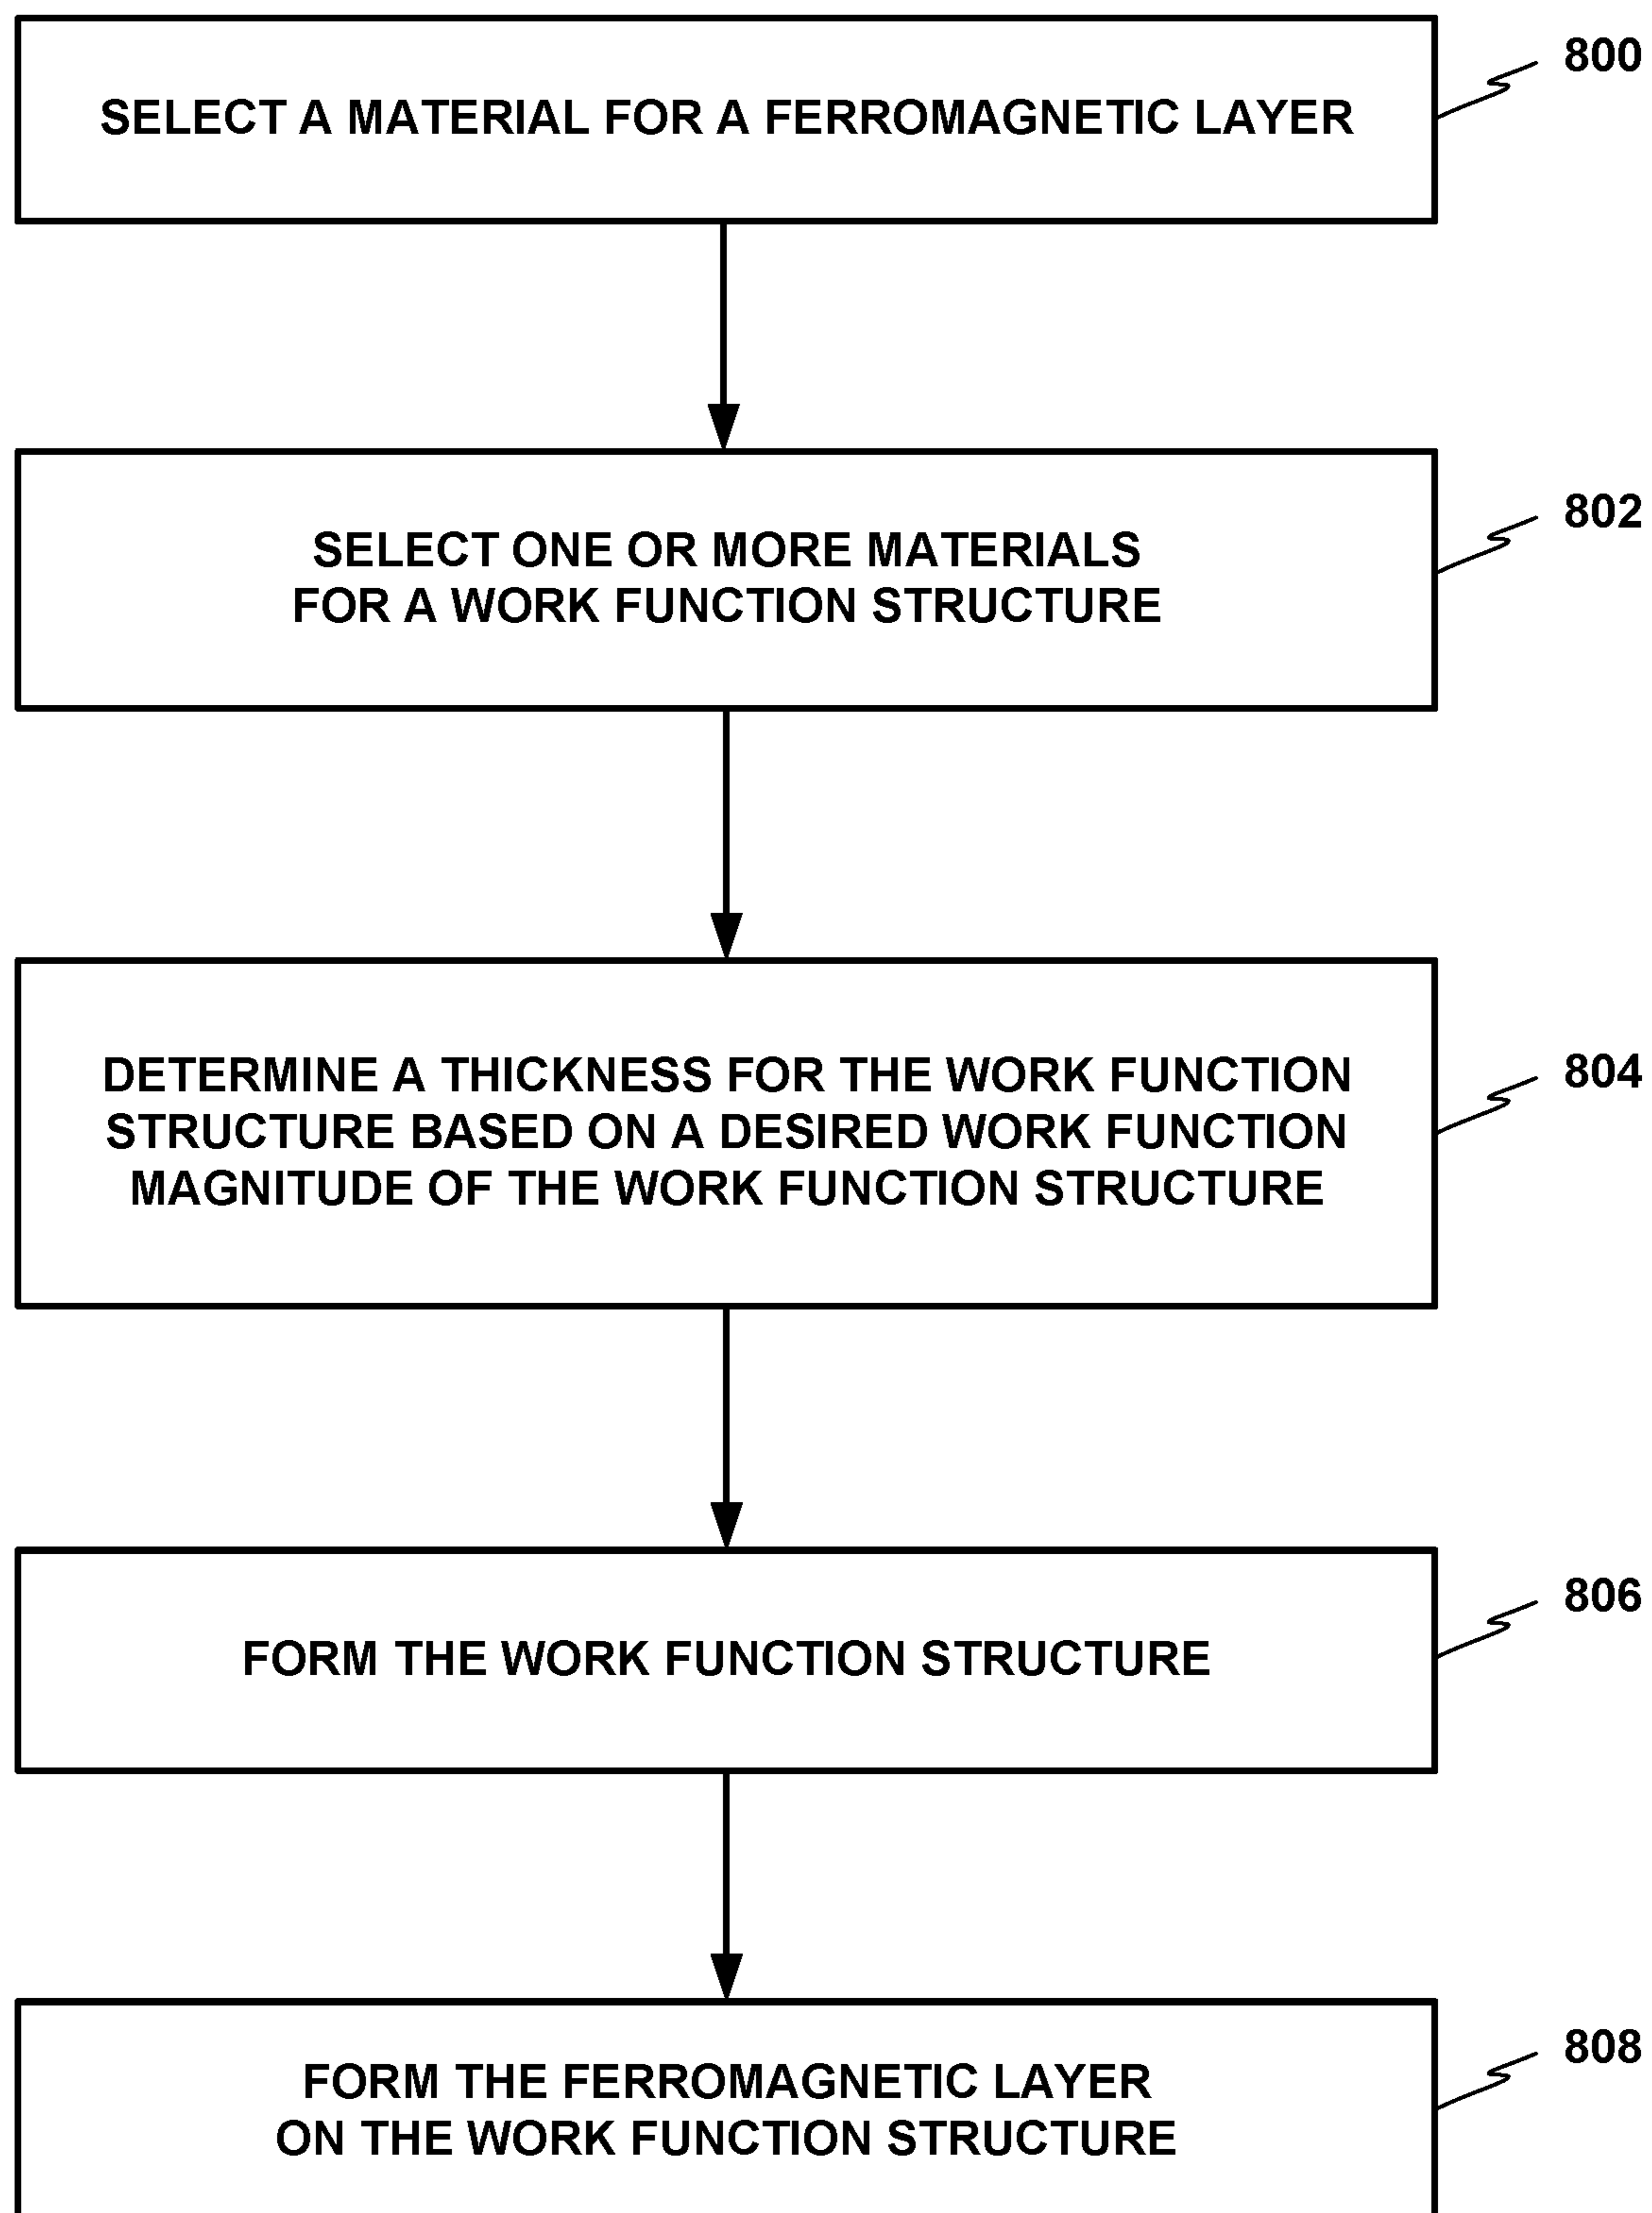 800
SELECT A MATERIAL FOR A FERROMAGNETIC LAYER
802
SELECT ONE OR MORE MATERIALS
FOR A WORK FUNCTION STRUCTURE
804
DETERMINE A THICKNESS FOR THE WORK FUNCTION
STRUCTURE BASED ON A DESIRED WORK FUNCTION
MAGNITUDE OF THE WORK FUNCTION STRUCTURE
806
FORM THE WORK FUNCTION STRUCTURE
808
FORM THE FERROMAGNETIC LAYER
ON THE WORK FUNCTION STRUCTURE